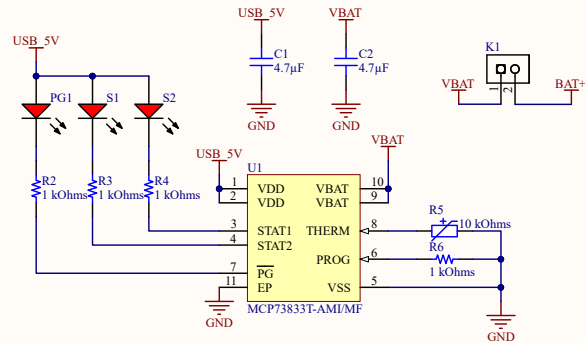 USB_5V
PG1
S1
S2
R2
1 kOhms
R3
1 kOhms
R4
1 kOhms
USB_5V
C1
4.7µF
GND
VBAT
C2
4.7µF
GND
K1
VBAT
1
2
BAT+
USB_5V
U1
VBAT
1 VDD
2 VDD
3 STAT1
4 STAT2
7 PG
11 EP
VBAT 10
VBAT 9
THERM 8
PROG 6
VSS 5
MCP73833T-AMI/MF
GND
R5
10 kOhms
R6
1 kOhms
GND